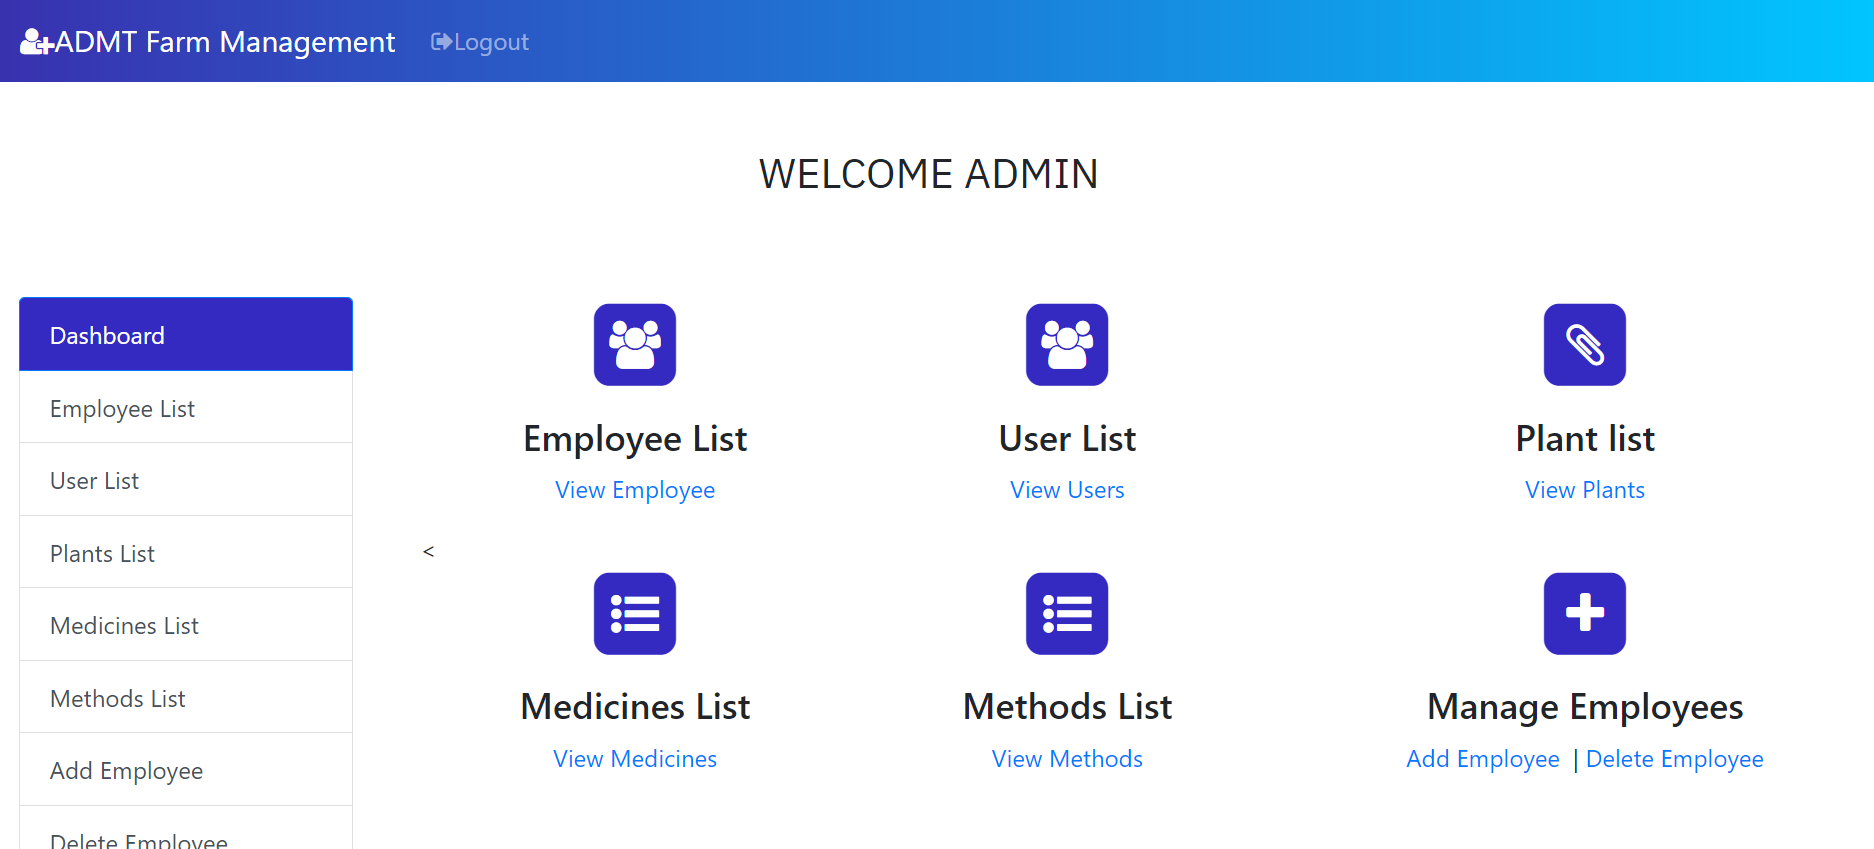 ADMT Farm Management
Logout
WELCOME ADMIN
Dashboard
Employee List
User List
Plants List
Medicines List
Methods List
Add Employee
Delete Employee
Employee List
View Employee
User List
View Users
Plant list
View Plants
<
Medicines List
View Medicines
Methods List
View Methods
Manage Employees
Add Employee | Delete Employee